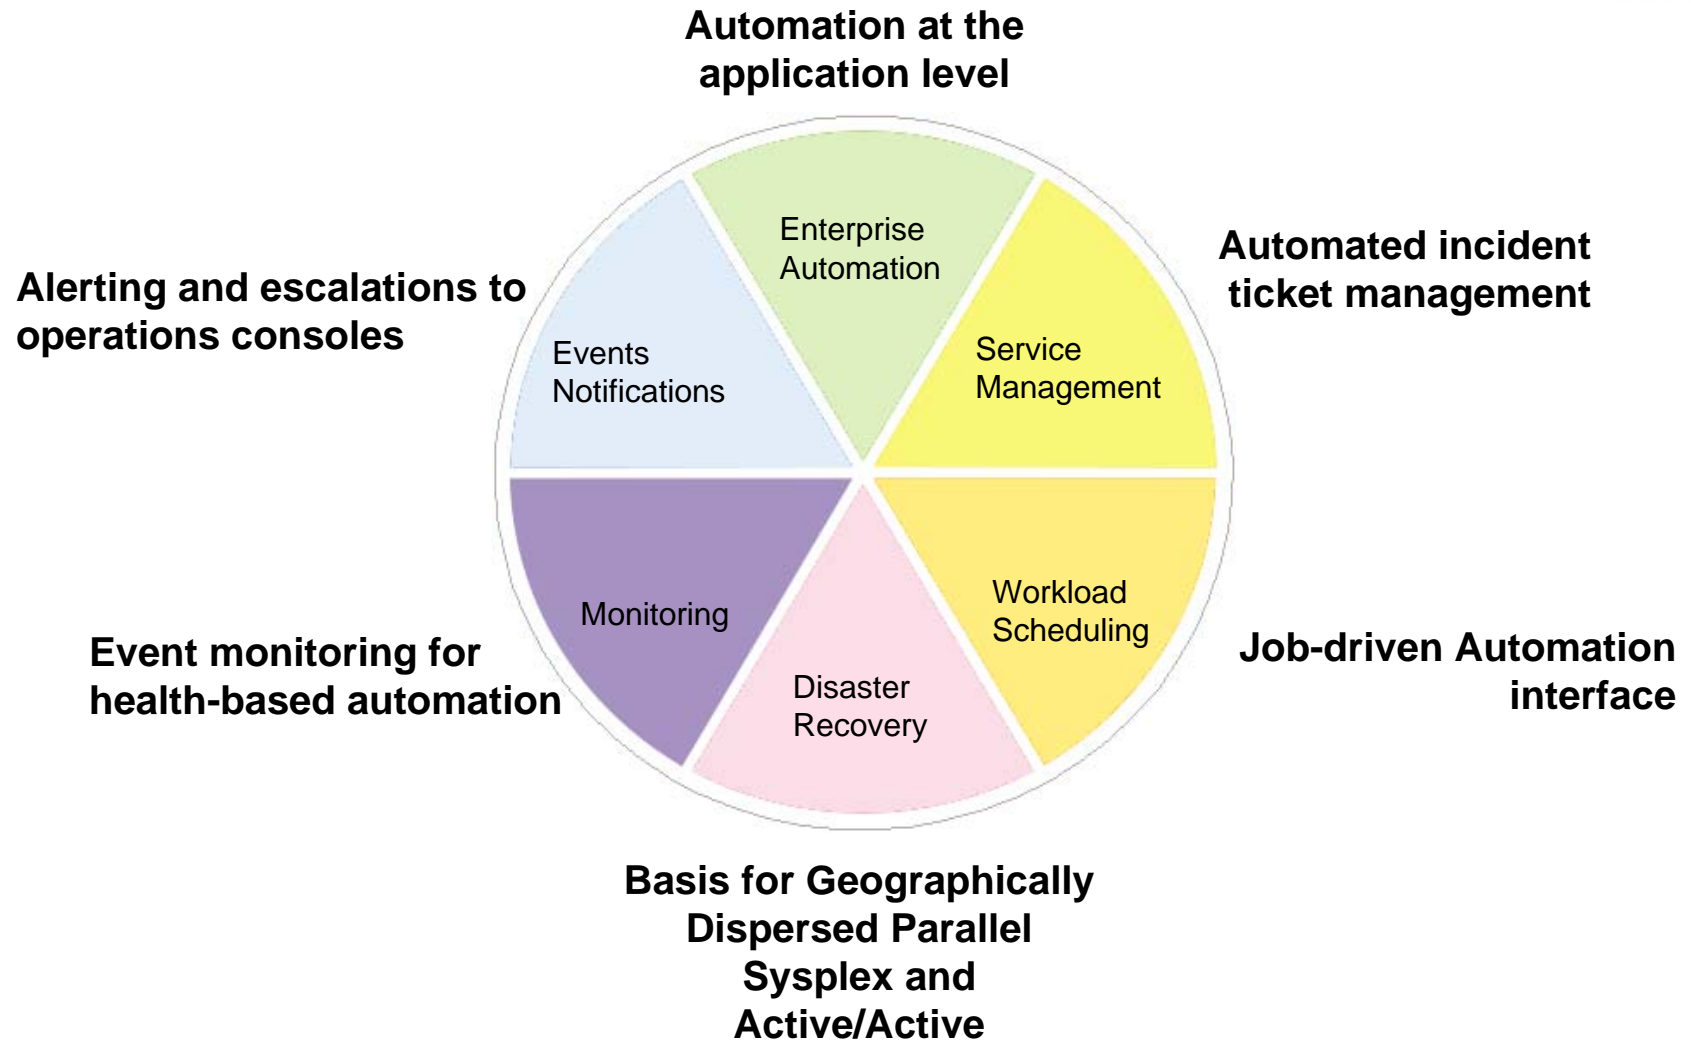 Automation at the
application level
Enterprise
Automation
Automated incident
ticket management
Alerting and escalations to
operations consoles
Events
Notifications
Service
Management
Monitoring
Workload
Scheduling
Event monitoring for
health-based automation
Job-driven Automation
interface
Disaster
Recovery
Basis for Geographically
Dispersed Parallel
Sysplex and
Active/Active